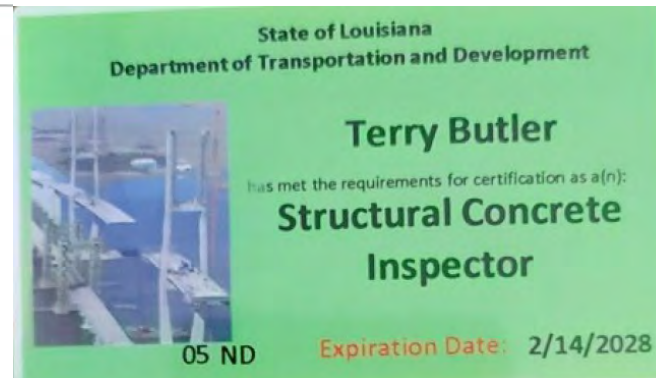 State of Louisiana
Department of Transportation and Development
Terry Butler
has met the requirements for certification as a(n):
Structural Concrete
Inspector
05 ND
Expiration Date: 2/14/2028